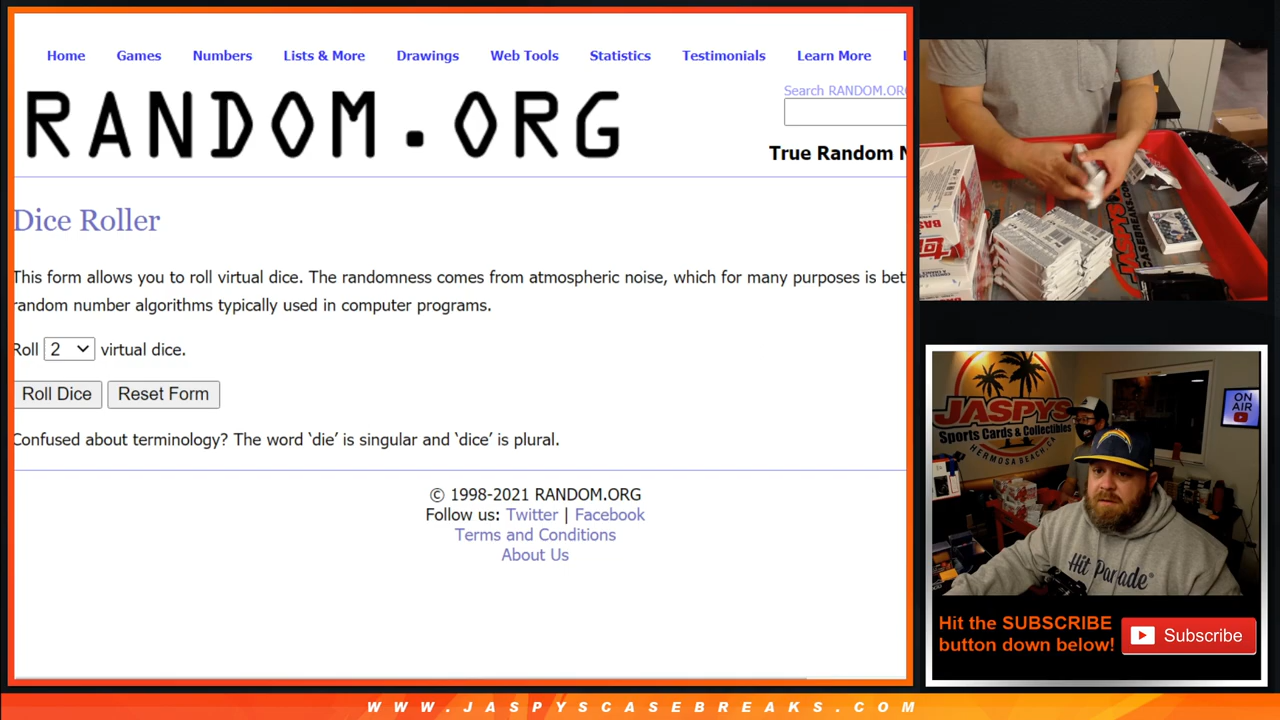 Home Games Numbers Lists & More Drawings Web Tools Statistics Testimonials Learn More
RANDOM.ORG
Search RANDOM.ORG
True Random N
Dice Roller
This form allows you to roll virtual dice. The randomness comes from atmospheric noise, which for many purposes is bet
random number algorithms typically used in computer programs.
Roll 2 virtual dice.
Roll Dice Reset Form
Confused about terminology? The word ‘die’ is singular and ‘dice’ is plural.
© 1998-2021 RANDOM.ORG
Follow us: Twitter | Facebook
Terms and Conditions
About Us
JASPYS
CASEBREAKS.COM
JASPYS
Sports Cards & Collectibles
HERMOSA BEACH, CA
ON
AIR
Hit Parade
Hit the SUBSCRIBE
button down below!
Subscribe
WWW.JASPYSCASEBREAKS.COM